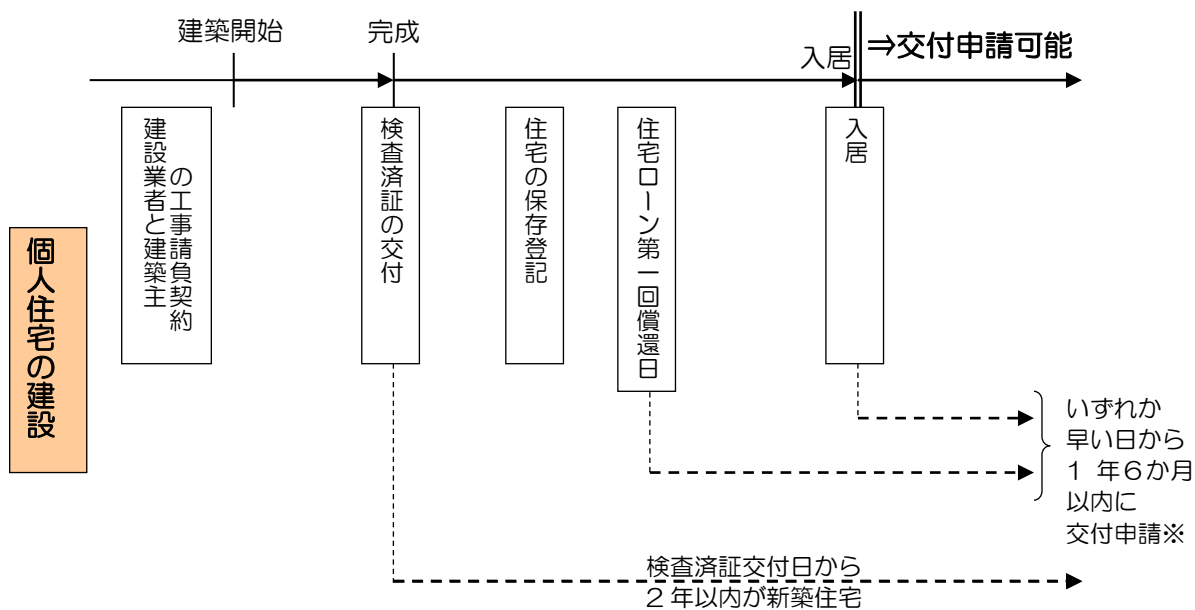 建築開始
完成
入居
⇒交付申請可能
個人住宅の建設
建設業者と建築主
の工事請負契約
検査済証の交付
住宅の保存登記
住宅ローン第一回償還日
入居
いずれか
早い日から
1 年6か月
以内に
交付申請※
検査済証交付日から
2年以内が新築住宅